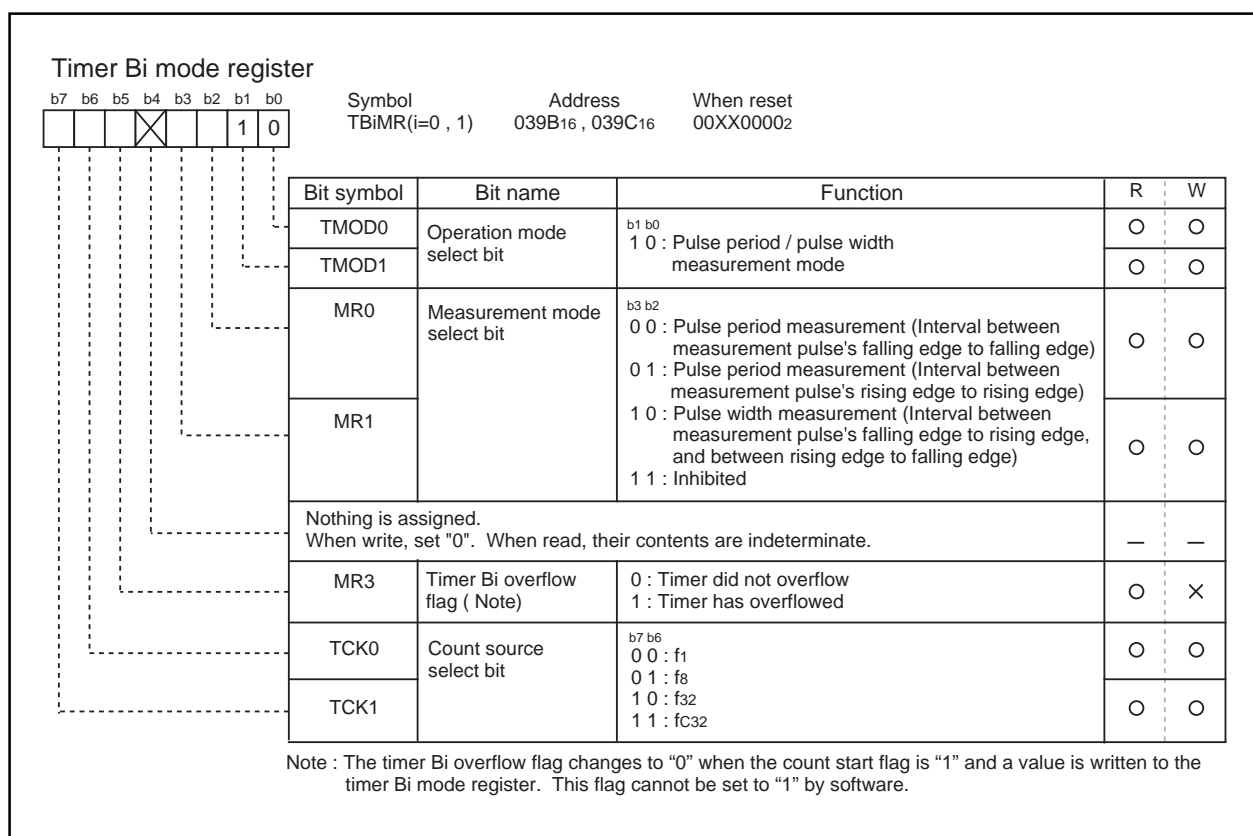 Timer Bi mode register
b7 b6 b5 b4 b3 b2 b1 b0
1 0
Symbol Address When reset
TBiMR(i=0 , 1) 039B16 , 039C16 00XX00002
Bit symbol Bit name Function R W
TMOD0
TMOD1
Operation mode
select bit
b1 b0
1 0 : Pulse period / pulse width
measurement mode
MR0
MR1
Measurement mode
select bit
b3 b2
0 0 : Pulse period measurement (Interval between
measurement pulse's falling edge to falling edge)
0 1 : Pulse period measurement (Interval between
measurement pulse's rising edge to rising edge)
1 0 : Pulse width measurement (Interval between
measurement pulse's falling edge to rising edge,
and between rising edge to falling edge)
1 1 : Inhibited
Nothing is assigned.
When write, set "0". When read, their contents are indeterminate.
MR3
Timer Bi overflow
flag ( Note)
0 : Timer did not overflow
1 : Timer has overflowed
TCK0
TCK1
Count source
select bit
b7 b6
0 0 : f1
0 1 : f8
1 0 : f32
1 1 : fC32
Note : The timer Bi overflow flag changes to “0” when the count start flag is “1” and a value is written to the
timer Bi mode register. This flag cannot be set to “1” by software.